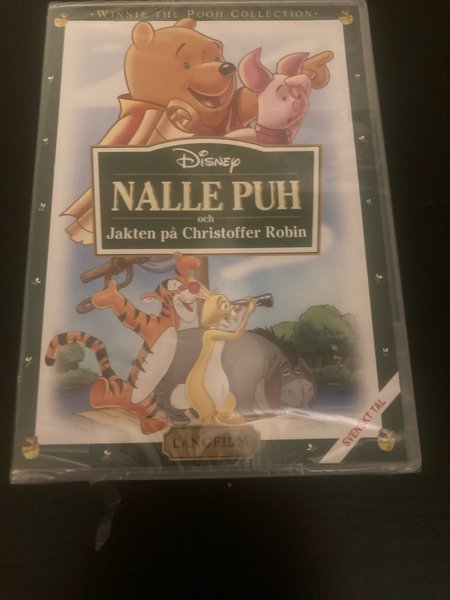 WINNIE THE POOH COLLECTION
DISNEY
NALLE PUH
och
Jakten på Christoffer Robin
LÅNGFILM
SVENSKT TAL